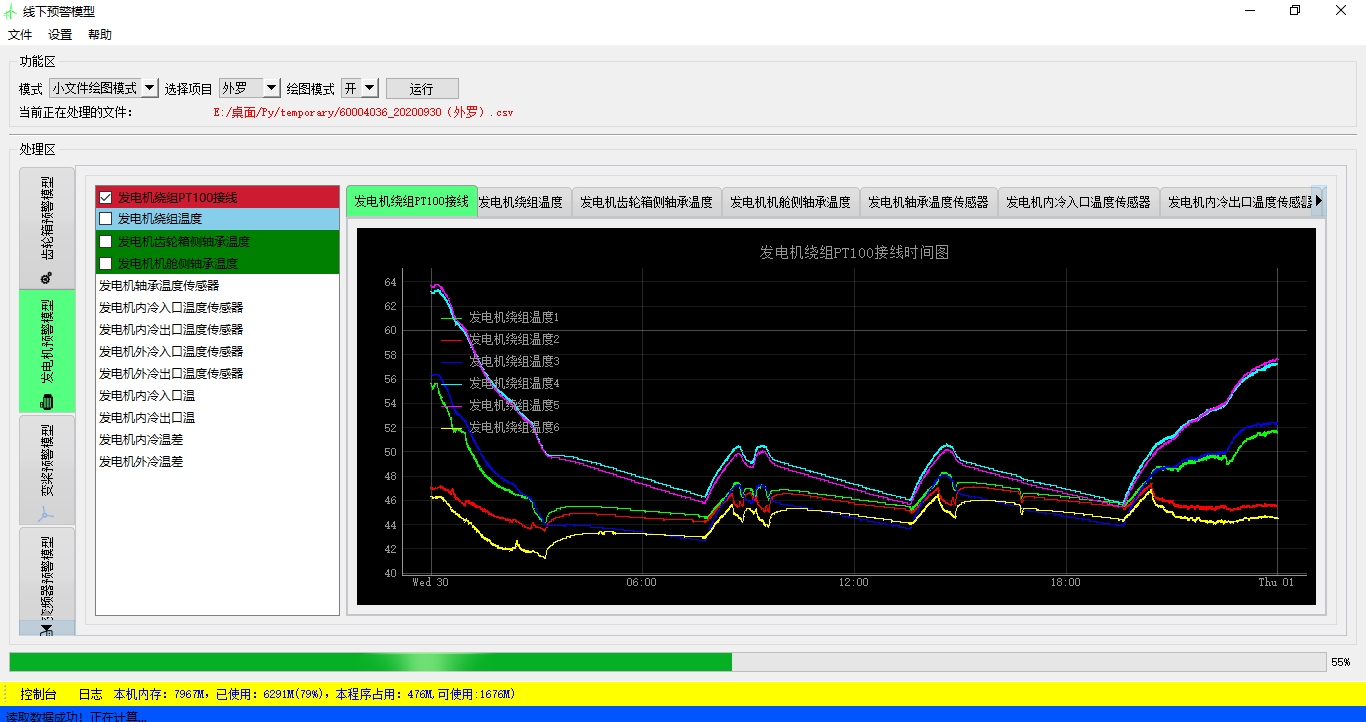 线下预警模型
文件 设置 帮助
功能区
模式 小文件绘图模式 选择项目 外罗 绘图模式 开 运行
当前正在处理的文件: E:/桌面/Py/temporary/60004036_20200930（外罗）.csv
处理区
齿轮箱预警模型
发电机预警模型
变桨预警模型
变频器预警模型
发电机绕组PT100接线
发电机绕组温度
发电机齿轮箱侧轴承温度
发电机机舱侧轴承温度
发电机轴承温度传感器
发电机内冷入口温度传感器
发电机内冷出口温度传感器
发电机外冷入口温度传感器
发电机外冷出口温度传感器
发电机内冷入口温
发电机内冷出口温
发电机内冷温差
发电机外冷温差
发电机绕组PT100接线 发电机绕组温度 发电机齿轮箱侧轴承温度 发电机机舱侧轴承温度 发电机轴承温度传感器 发电机内冷入口温度传感器 发电机内冷出口温度传感器
发电机绕组PT100接线时间图
64
62
60
58
56
54
52
50
48
46
44
42
40
发电机绕组温度1
发电机绕组温度2
发电机绕组温度3
发电机绕组温度4
发电机绕组温度5
发电机绕组温度6
Wed 30 06:00 12:00 18:00 Thu 01
55%
控制台 日志 本机内存: 7967M, 已使用: 6291M(79%), 本程序占用: 476M,可使用:1676M)
读取数据成功! 正在计算...